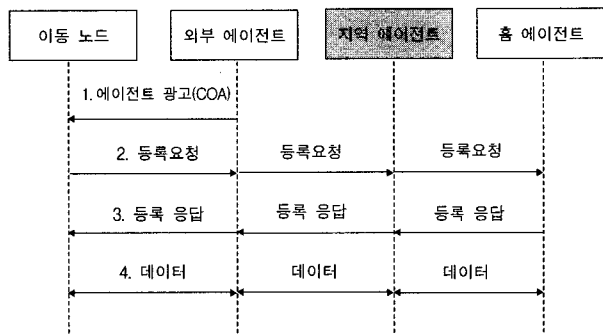 이동 노드
외부 에이전트
지역 에이전트
홈 에이전트
1.에이전트 광고(COA)
2. 등록요청
등록요청
등록요청
3. 등록 응답
등록 응답
등록 응답
4. 데이터
데이터
데이터